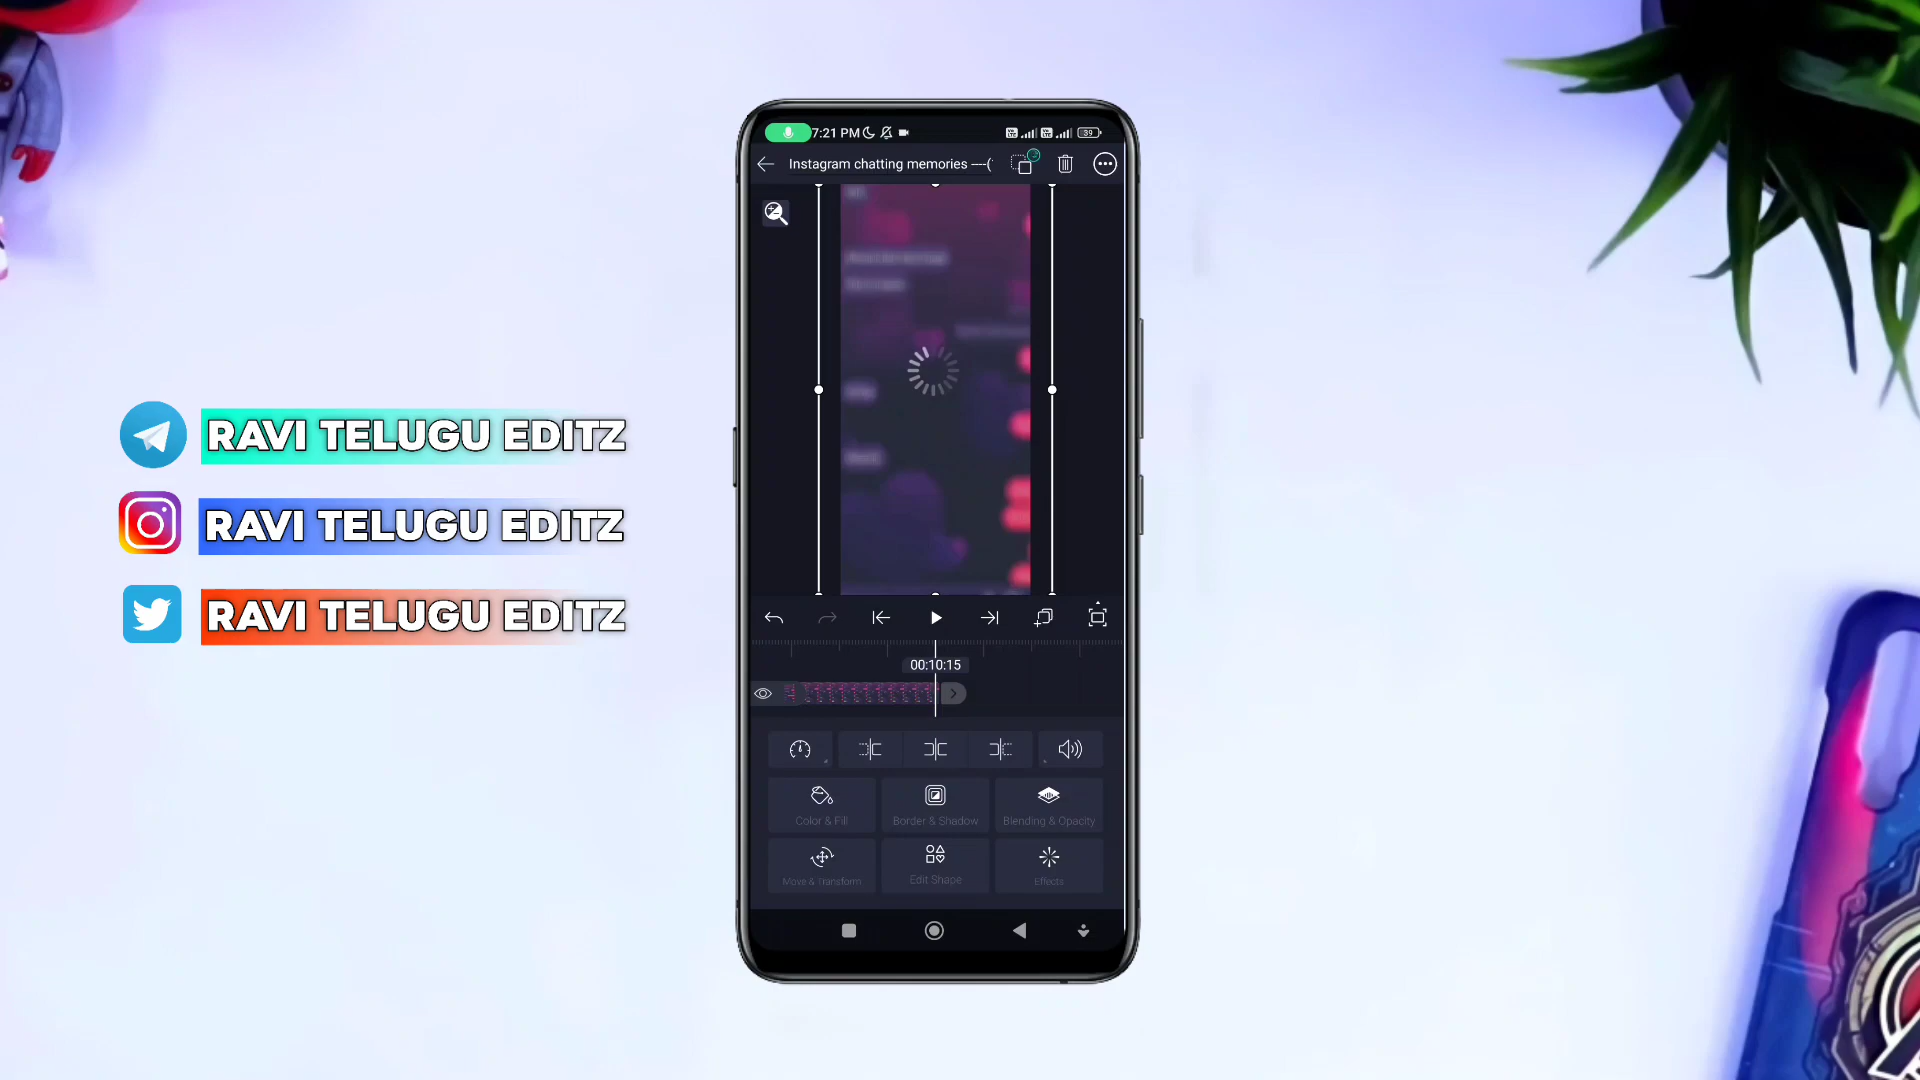 7:21 PM
39
Instagram chatting memories ---(
RAVI TELUGU EDITZ
RAVI TELUGU EDITZ
RAVI TELUGU EDITZ
00:10:15
Color & Fill
Border & Shadow
Blending & Opacity
Move & Transform
Edit Shape
Effects